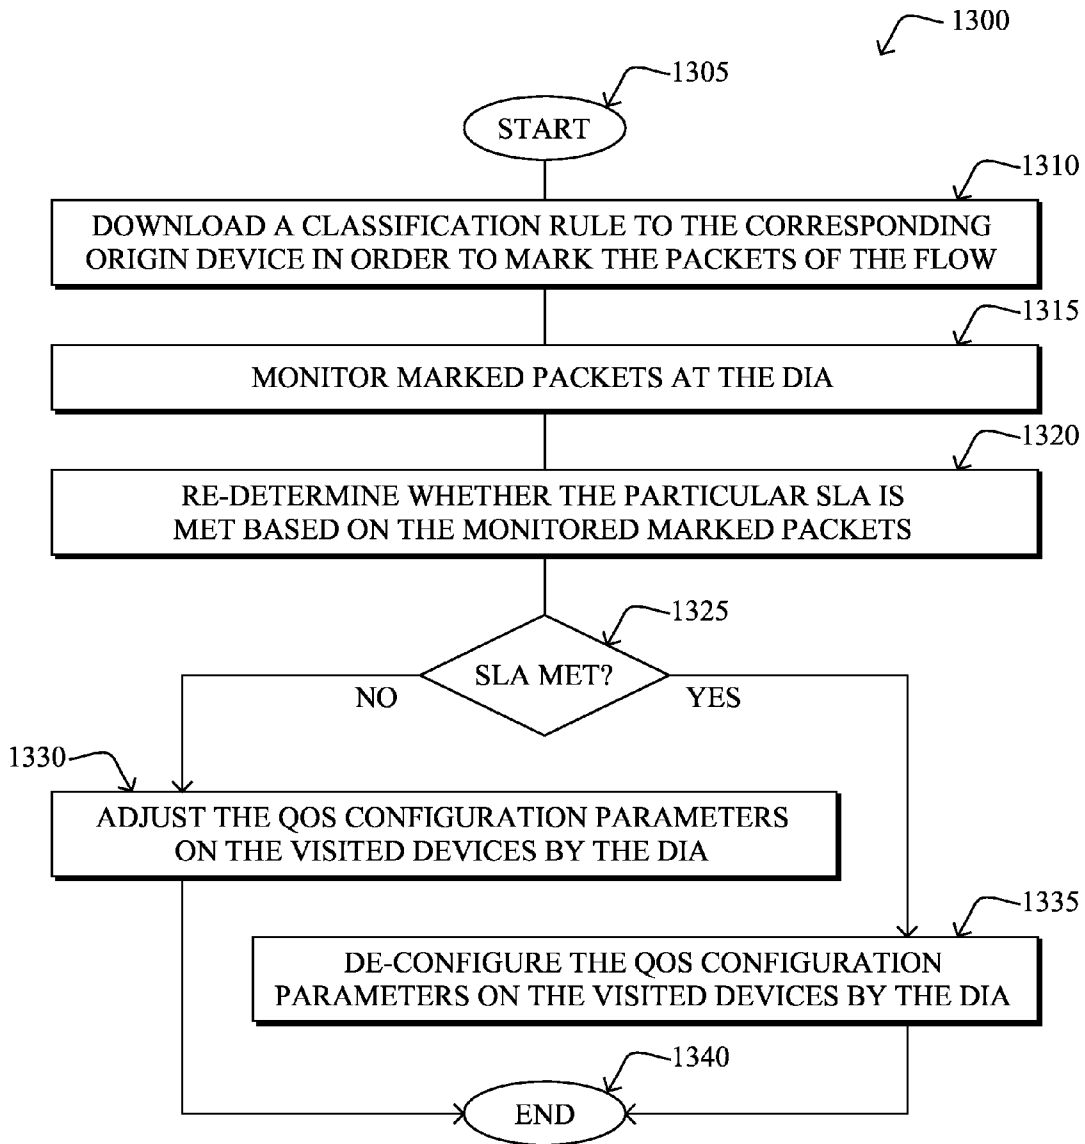 1300
1305
START
1310
DOWNLOAD A CLASSIFICATION RULE TO THE CORRESPONDING
ORIGIN DEVICE IN ORDER TO MARK THE PACKETS OF THE FLOW
1315
MONITOR MARKED PACKETS AT THE DIA
1320
RE-DETERMINE WHETHER THE PARTICULAR SLA IS
MET BASED ON THE MONITORED MARKED PACKETS
1325
SLA MET?
NO
YES
1330
ADJUST THE QOS CONFIGURATION PARAMETERS
ON THE VISITED DEVICES BY THE DIA
1335
DE-CONFIGURE THE QOS CONFIGURATION
PARAMETERS ON THE VISITED DEVICES BY THE DIA
1340
END